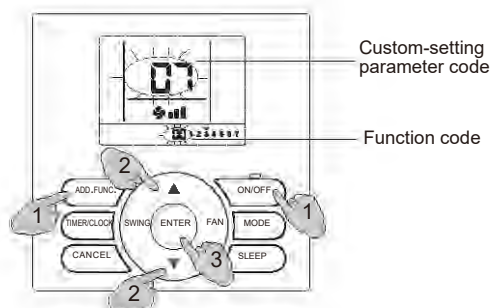 Custom-setting
parameter code
07
Function code
00 1234567
2
ADD.FUNC.
ON/OFF
1
1
TIMER/CLOCK
SWING
ENTER
FAN
MODE
CANCEL
3
SLEEP
2